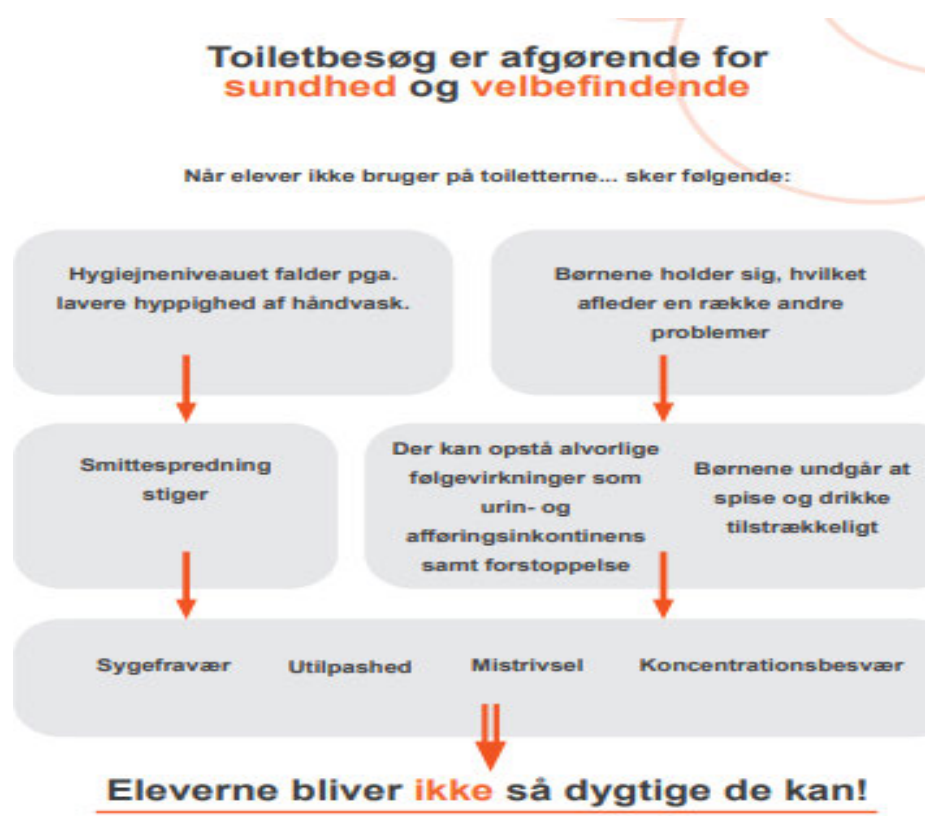 Toiletbesøg er afgørende for
sundhed og velbefindende
Når elever ikke bruger på toiletterne... sker følgende:
Hygiejneniveauet falder pga.
lavere hyppighed af håndvask.
Børnene holder sig, hvilket
afleder en række andre
problemer
Smittespredning
stiger
Der kan opstå alvorlige
følgevirkninger som
urin- og
afføringsinkontinens
samt forstoppelse
Børnene undgår at
spise og drikke
tilstrækkeligt
Sygefravær
Utilpashed
Mistrivsel
Koncentrationsbesvær
Eleverne bliver ikke så dygtige de kan!